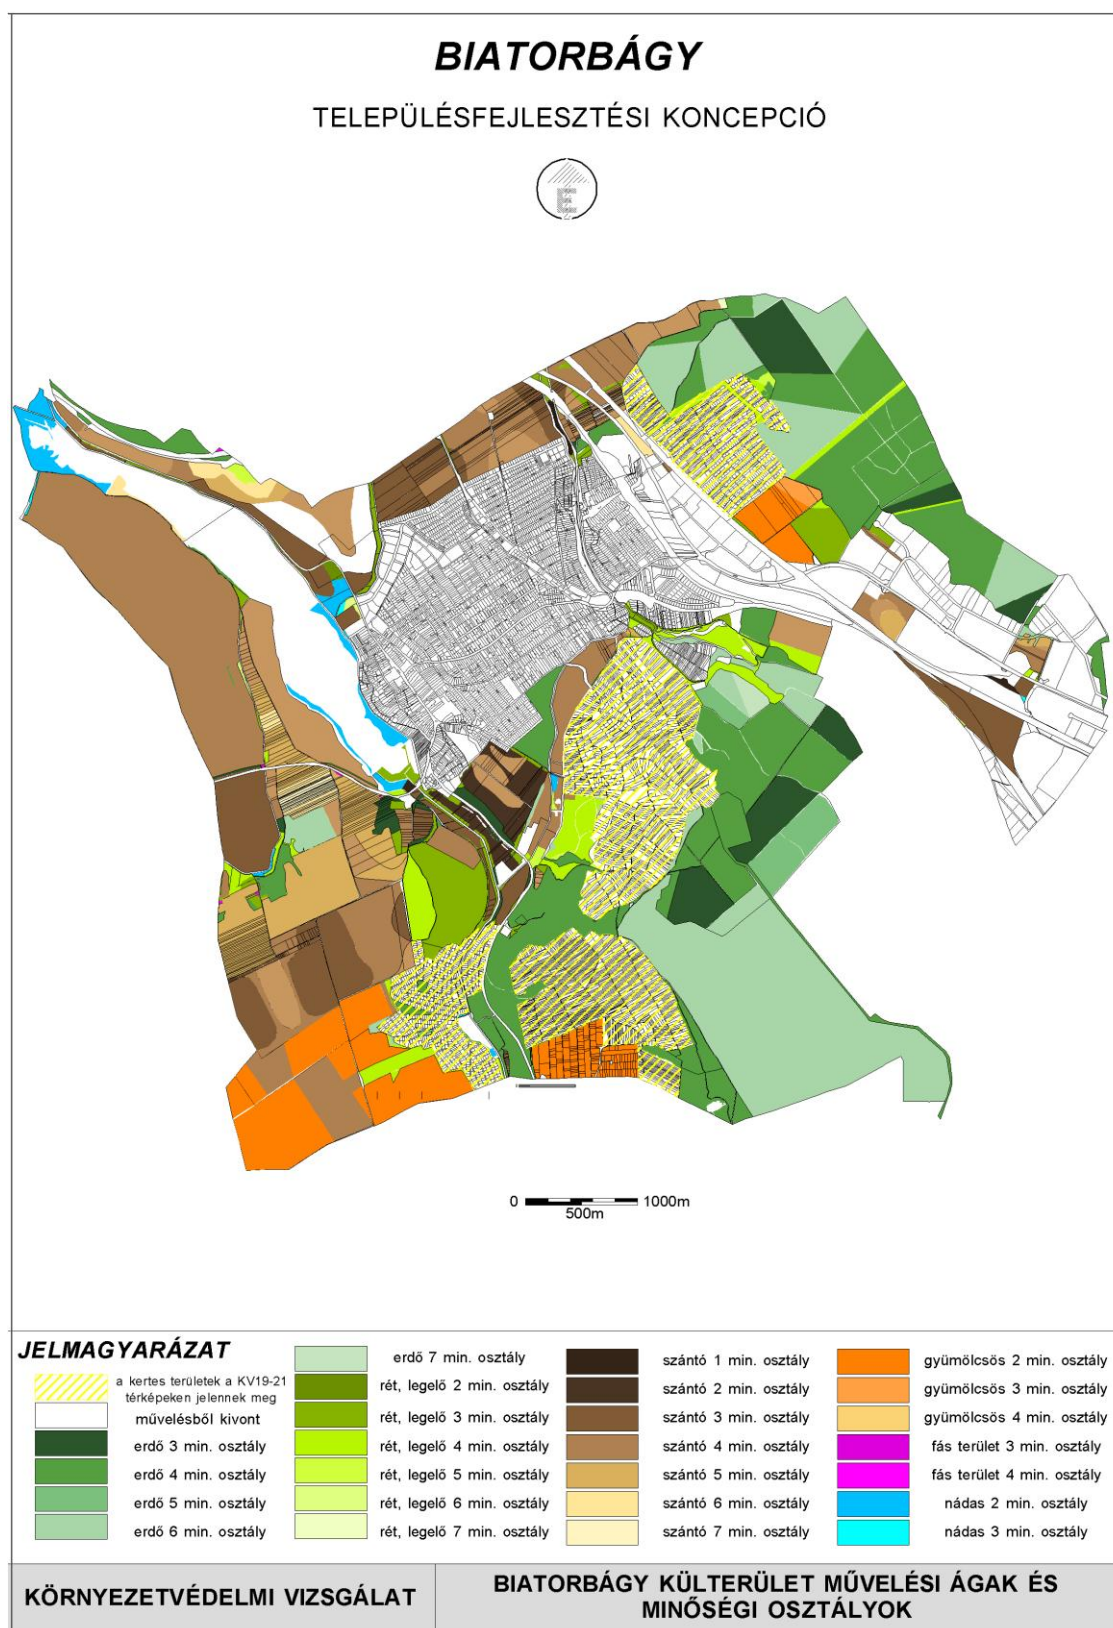 BIATORBÁGY
TELEPÜLÉSFEJLESZTÉSI KONCEPCIÓ
É
0 1000m
500m
JELMAGYARÁZAT
a kertes területek a KV19-21
térképeken jelennek meg
művelésből kivont
erdő 3 min. osztály
erdő 4 min. osztály
erdő 5 min. osztály
erdő 6 min. osztály
erdő 7 min. osztály
rét, legelő 2 min. osztály
rét, legelő 3 min. osztály
rét, legelő 4 min. osztály
rét, legelő 5 min. osztály
rét, legelő 6 min. osztály
rét, legelő 7 min. osztály
szántó 1 min. osztály
szántó 2 min. osztály
szántó 3 min. osztály
szántó 4 min. osztály
szántó 5 min. osztály
szántó 6 min. osztály
szántó 7 min. osztály
gyümölcsös 2 min. osztály
gyümölcsös 3 min. osztály
gyümölcsös 4 min. osztály
fás terület 3 min. osztály
fás terület 4 min. osztály
nádas 2 min. osztály
nádas 3 min. osztály
KÖRNYEZETVÉDELMI VIZSGÁLAT
BIATORBÁGY KÜLTERÜLET MŰVELÉSI ÁGAK ÉS
MINŐSÉGI OSZTÁLYOK